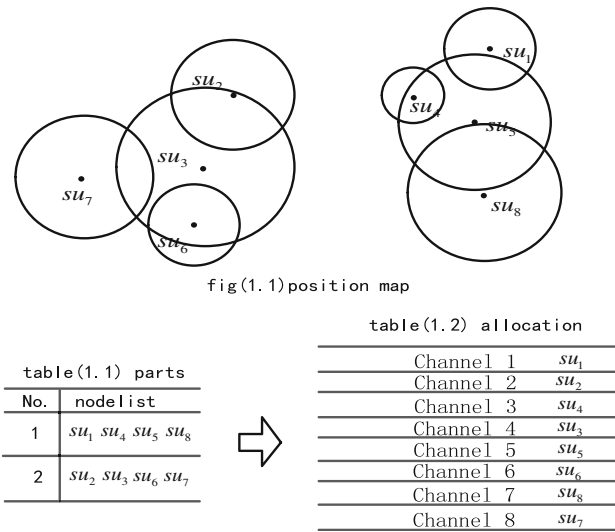 su₁
su₂
su₄
su₅
su₃
su₇
su₈
su₆
fig(1.1)position map
table(1.2) allocation
table(1.1) parts
No. nodelist
1 su₁ su₄ su₅ su₈
2 su₂ su₃ su₆ su₇
Channel 1 su₁
Channel 2 su₂
Channel 3 su₄
Channel 4 su₃
Channel 5 su₅
Channel 6 su₆
Channel 7 su₈
Channel 8 su₇